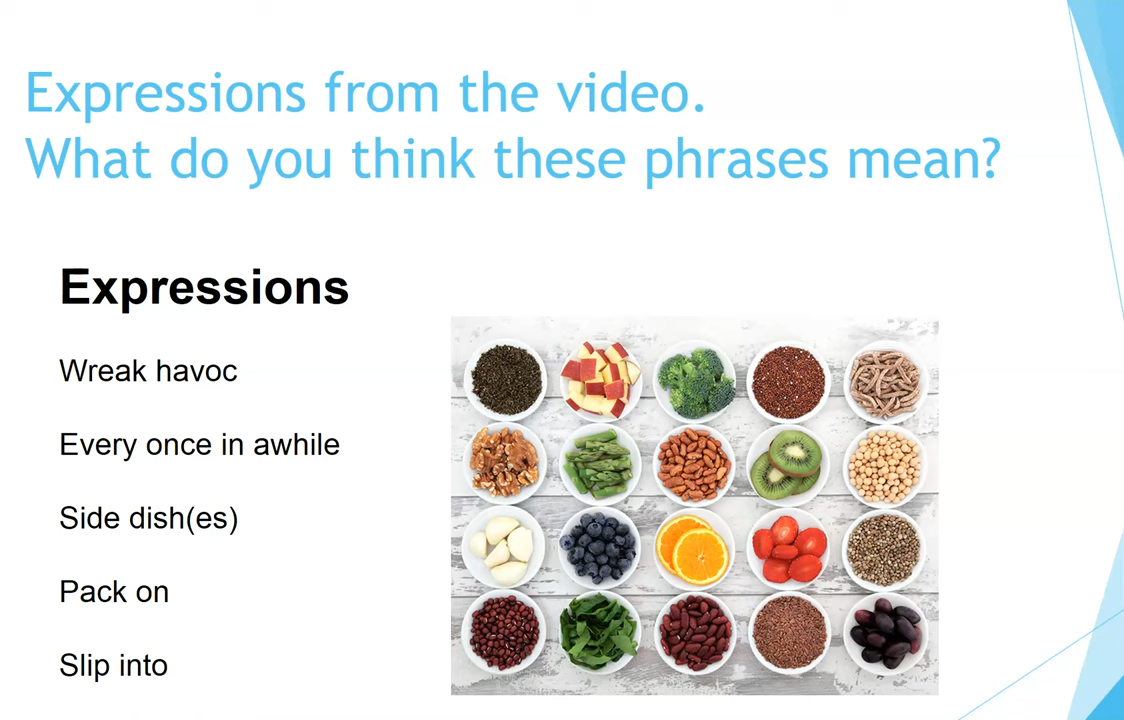 Expressions from the video.
What do you think these phrases mean?
Expressions
Wreak havoc
Every once in awhile
Side dish(es)
Pack on
Slip into